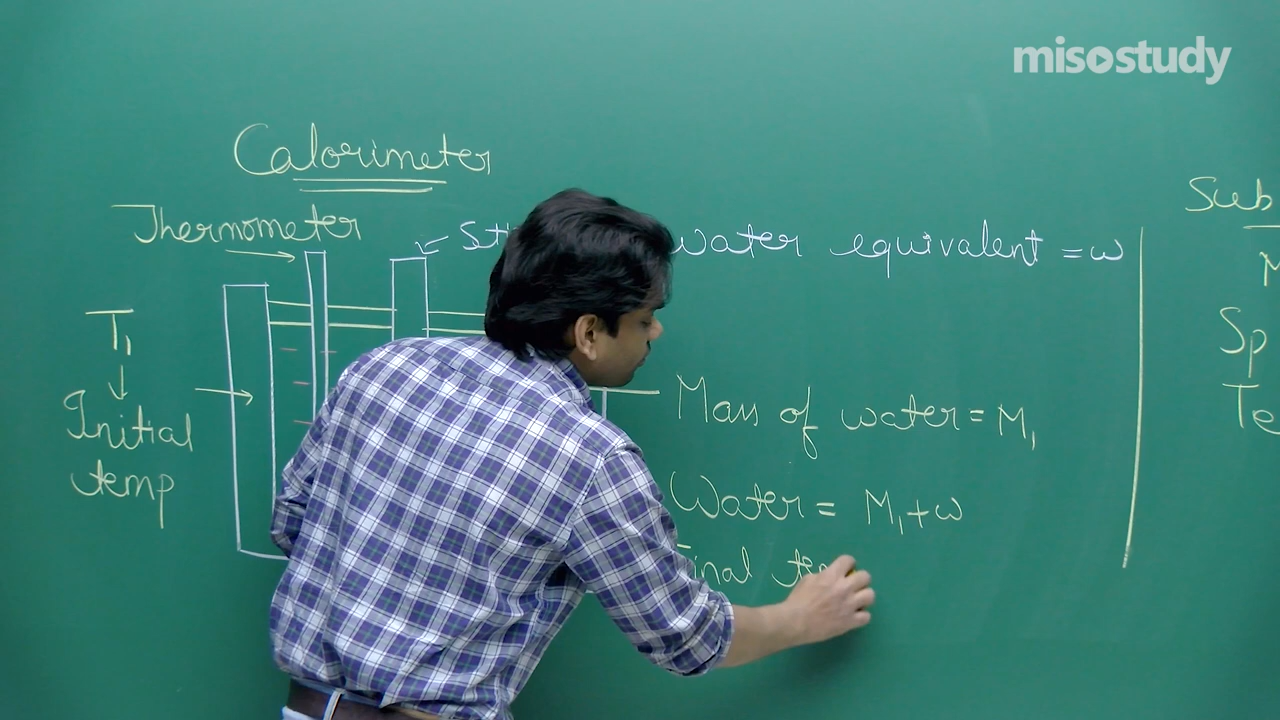 misostudy
Calorimeter
Thermometer
water equivalent = ω
T₁
Initial
temp
Mass of water = M₁
Water = M₁ + ω
Sub
Sp